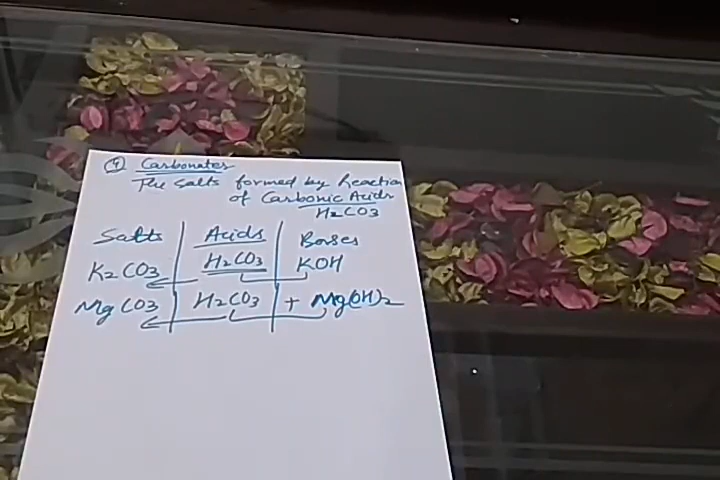 ④ Carbonates
The salts formed by Reaction
of Carbonic Acids
H2CO3
Salts Acids Bases
K2CO3 H2CO3 KOH
MgCO3 H2CO3 + Mg(OH)2